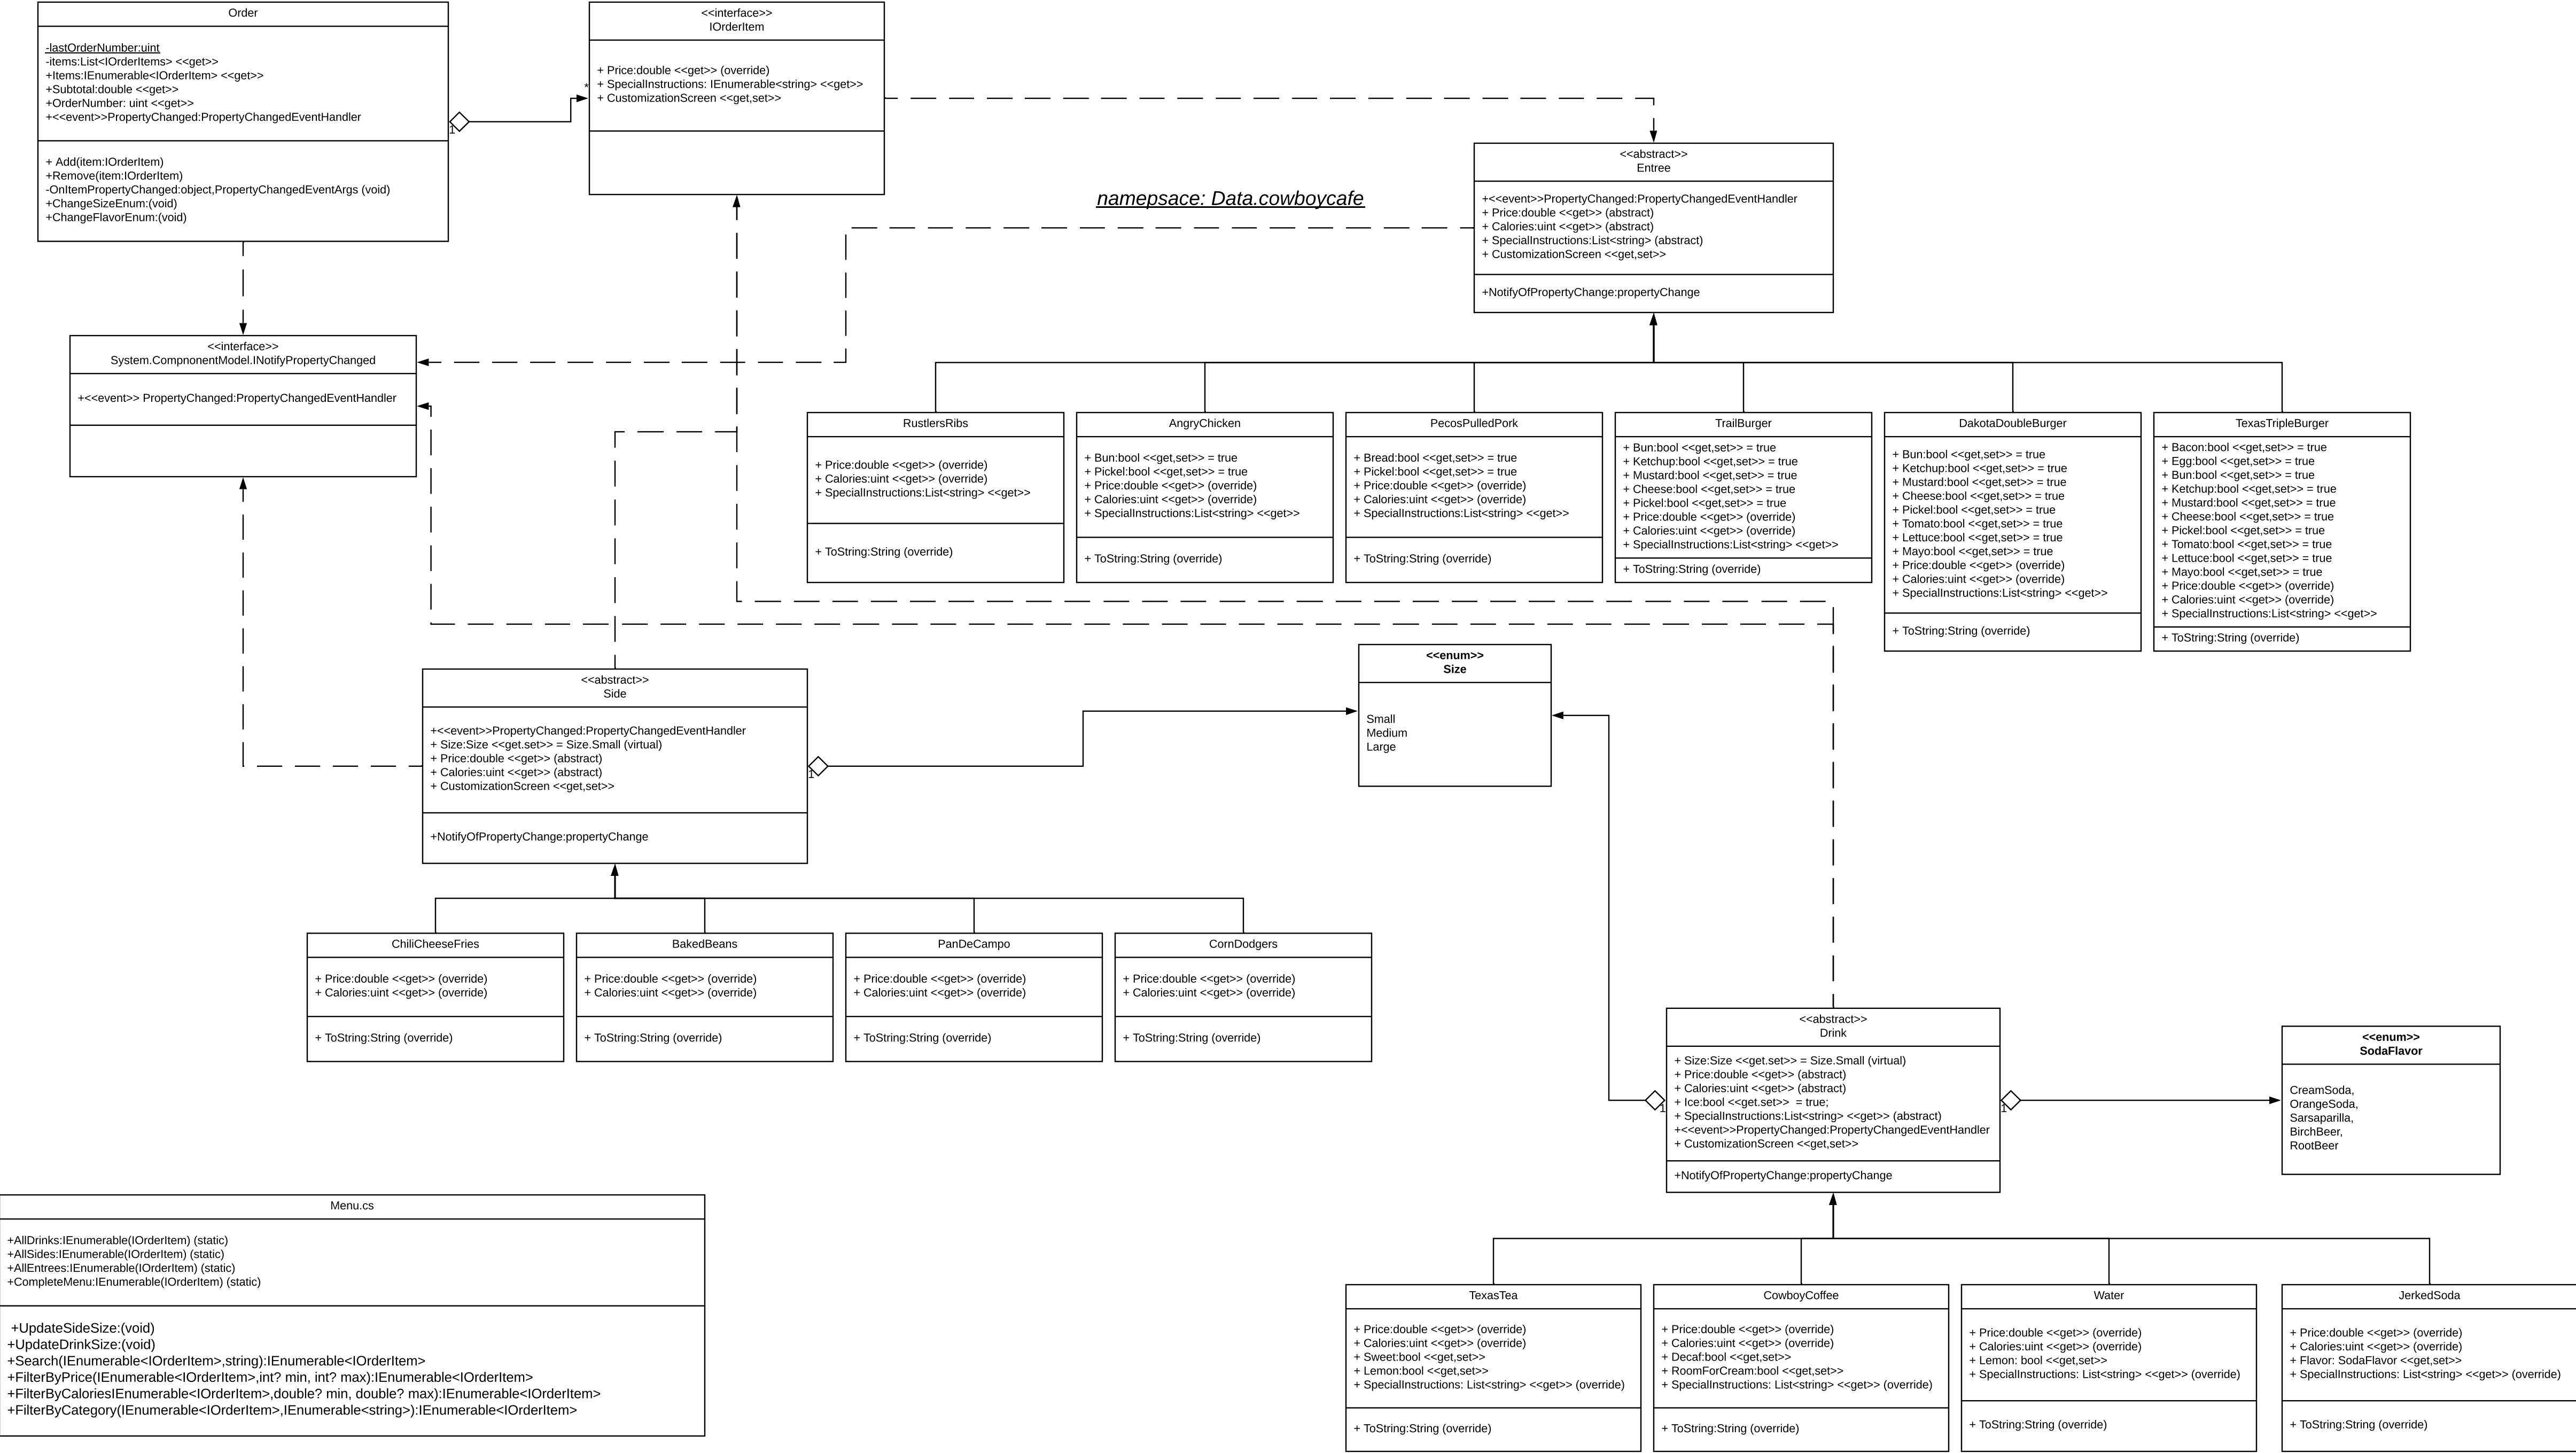 Order
-lastOrderNumber:uint
-items:List<IOrderItems> <<get>>
+Items:IEnumerable<IOrderItem> <<get>>
+Subtotal:double <<get>>
+OrderNumber: uint <<get>>
+<<event>>PropertyChanged:PropertyChangedEventHandler
+ Add(item:IOrderItem)
+Remove(item:IOrderItem)
-OnItemPropertyChanged:object,PropertyChangedEventArgs (void)
+ChangeSizeEnum:(void)
+ChangeFlavorEnum:(void)
1
*
<<interface>>
IOrderItem
+ Price:double <<get>> (override)
+ SpecialInstructions: IEnumerable<string> <<get>>
+ CustomizationScreen <<get,set>>
namepsace: Data.cowboycafe
<<abstract>>
Entree
+<<event>>PropertyChanged:PropertyChangedEventHandler
+ Price:double <<get>> (abstract)
+ Calories:uint <<get>> (abstract)
+ SpecialInstructions:List<string> (abstract)
+ CustomizationScreen <<get,set>>
+NotifyOfPropertyChange:propertyChange
<<interface>>
System.CompnonentModel.INotifyPropertyChanged
+<<event>> PropertyChanged:PropertyChangedEventHandler
RustlersRibs
+ Price:double <<get>> (override)
+ Calories:uint <<get>> (override)
+ SpecialInstructions:List<string> <<get>>
+ ToString:String (override)
AngryChicken
+ Bun:bool <<get,set>> = true
+ Pickel:bool <<get,set>> = true
+ Price:double <<get>> (override)
+ Calories:uint <<get>> (override)
+ SpecialInstructions:List<string> <<get>>
+ ToString:String (override)
PecosPulledPork
+ Bread:bool <<get,set>> = true
+ Pickel:bool <<get,set>> = true
+ Price:double <<get>> (override)
+ Calories:uint <<get>> (override)
+ SpecialInstructions:List<string> <<get>>
+ ToString:String (override)
TrailBurger
+ Bun:bool <<get,set>> = true
+ Ketchup:bool <<get,set>> = true
+ Mustard:bool <<get,set>> = true
+ Cheese:bool <<get,set>> = true
+ Pickel:bool <<get,set>> = true
+ Price:double <<get>> (override)
+ Calories:uint <<get>> (override)
+ SpecialInstructions:List<string> <<get>>
+ ToString:String (override)
DakotaDoubleBurger
+ Bun:bool <<get,set>> = true
+ Ketchup:bool <<get,set>> = true
+ Mustard:bool <<get,set>> = true
+ Cheese:bool <<get,set>> = true
+ Pickel:bool <<get,set>> = true
+ Tomato:bool <<get,set>> = true
+ Lettuce:bool <<get,set>> = true
+ Mayo:bool <<get,set>> = true
+ Price:double <<get>> (override)
+ Calories:uint <<get>> (override)
+ SpecialInstructions:List<string> <<get>>
+ ToString:String (override)
TexasTripleBurger
+ Bacon:bool <<get,set>> = true
+ Egg:bool <<get,set>> = true
+ Bun:bool <<get,set>> = true
+ Ketchup:bool <<get,set>> = true
+ Mustard:bool <<get,set>> = true
+ Cheese:bool <<get,set>> = true
+ Pickel:bool <<get,set>> = true
+ Tomato:bool <<get,set>> = true
+ Lettuce:bool <<get,set>> = true
+ Mayo:bool <<get,set>> = true
+ Price:double <<get>> (override)
+ Calories:uint <<get>> (override)
+ SpecialInstructions:List<string> <<get>>
+ ToString:String (override)
<<abstract>>
Side
+<<event>>PropertyChanged:PropertyChangedEventHandler
+ Size:Size <<get.set>> = Size.Small (virtual)
+ Price:double <<get>> (abstract)
+ Calories:uint <<get>> (abstract)
+ CustomizationScreen <<get,set>>
+NotifyOfPropertyChange:propertyChange
1
<<enum>>
Size
Small
Medium
Large
ChiliCheeseFries
+ Price:double <<get>> (override)
+ Calories:uint <<get>> (override)
+ ToString:String (override)
BakedBeans
+ Price:double <<get>> (override)
+ Calories:uint <<get>> (override)
+ ToString:String (override)
PanDeCampo
+ Price:double <<get>> (override)
+ Calories:uint <<get>> (override)
+ ToString:String (override)
CornDodgers
+ Price:double <<get>> (override)
+ Calories:uint <<get>> (override)
+ ToString:String (override)
<<abstract>>
Drink
+ Size:Size <<get.set>> = Size.Small (virtual)
+ Price:double <<get>> (abstract)
+ Calories:uint <<get>> (abstract)
+ Ice:bool <<get.set>>  = true;
+ SpecialInstructions:List<string> <<get>> (abstract)
+<<event>>PropertyChanged:PropertyChangedEventHandler
+ CustomizationScreen <<get,set>>
+NotifyOfPropertyChange:propertyChange
1
1
<<enum>>
SodaFlavor
CreamSoda,
OrangeSoda,
Sarsaparilla,
BirchBeer,
RootBeer
Menu.cs
+AllDrinks:IEnumerable(IOrderItem) (static)
+AllSides:IEnumerable(IOrderItem) (static)
+AllEntrees:IEnumerable(IOrderItem) (static)
+CompleteMenu:IEnumerable(IOrderItem) (static)
+UpdateSideSize:(void)
+UpdateDrinkSize:(void)
+Search(IEnumerable<IOrderItem>,string):IEnumerable<IOrderItem>
+FilterByPrice(IEnumerable<IOrderItem>,int? min, int? max):IEnumerable<IOrderItem>
+FilterByCaloriesIEnumerable<IOrderItem>,double? min, double? max):IEnumerable<IOrderItem>
+FilterByCategory(IEnumerable<IOrderItem>,IEnumerable<string>):IEnumerable<IOrderItem>
TexasTea
+ Price:double <<get>> (override)
+ Calories:uint <<get>> (override)
+ Sweet:bool <<get,set>>
+ Lemon:bool <<get,set>>
+ SpecialInstructions: List<string> <<get>> (override)
+ ToString:String (override)
CowboyCoffee
+ Price:double <<get>> (override)
+ Calories:uint <<get>> (override)
+ Decaf:bool <<get,set>>
+ RoomForCream:bool <<get,set>>
+ SpecialInstructions: List<string> <<get>> (override)
+ ToString:String (override)
Water
+ Price:double <<get>> (override)
+ Calories:uint <<get>> (override)
+ Lemon: bool <<get,set>>
+ SpecialInstructions: List<string> <<get>> (override)
+ ToString:String (override)
JerkedSoda
+ Price:double <<get>> (override)
+ Calories:uint <<get>> (override)
+ Flavor: SodaFlavor <<get,set>>
+ SpecialInstructions: List<string> <<get>> (override)
+ ToString:String (override)